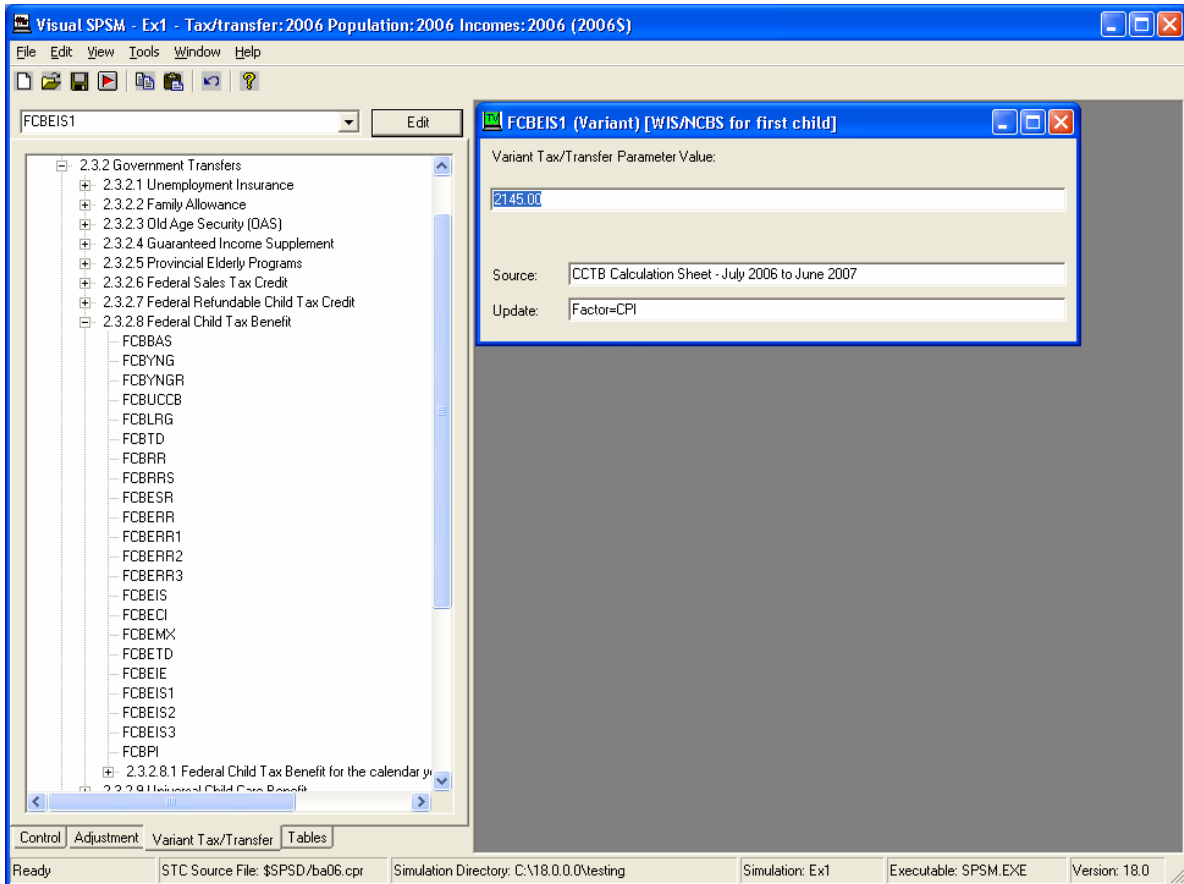 Visual SPSM - Ex1 - Tax/transfer:2006 Population:2006 Incomes:2006 (2006$)
File Edit View Tools Window Help
FCBEIS1 Edit
2.3.2 Government Transfers
2.3.2.1 Unemployment Insurance
2.3.2.2 Family Allowance
2.3.2.3 Old Age Security (OAS)
2.3.2.4 Guaranteed Income Supplement
2.3.2.5 Provincial Elderly Programs
2.3.2.6 Federal Sales Tax Credit
2.3.2.7 Federal Refundable Child Tax Credit
2.3.2.8 Federal Child Tax Benefit
FCBBAS
FCBYNG
FCBYNGR
FCBUCCB
FCBLRG
FCBTD
FCBRR
FCBRRS
FCBESR
FCBERR
FCBERR1
FCBERR2
FCBERR3
FCBEIS
FCBECI
FCBEMX
FCBETD
FCBEIE
FCBEIS1
FCBEIS2
FCBEIS3
FCBPI
2.3.2.8.1 Federal Child Tax Benefit for the calendar y
2.3.2.9 Universal Child Care Benefit
Control Adjustment Variant Tax/Transfer Tables
TV FCBEIS1 (Variant) [WIS/NCBS for first child]
Variant Tax/Transfer Parameter Value:
2145.00
Source: CCTB Calculation Sheet - July 2006 to June 2007
Update: Factor=CPI
Ready STC Source File: $SPSD/ba06.cpr Simulation Directory: C:\18.0.0.0\testing Simulation: Ex1 Executable: SPSM.EXE Version: 18.0